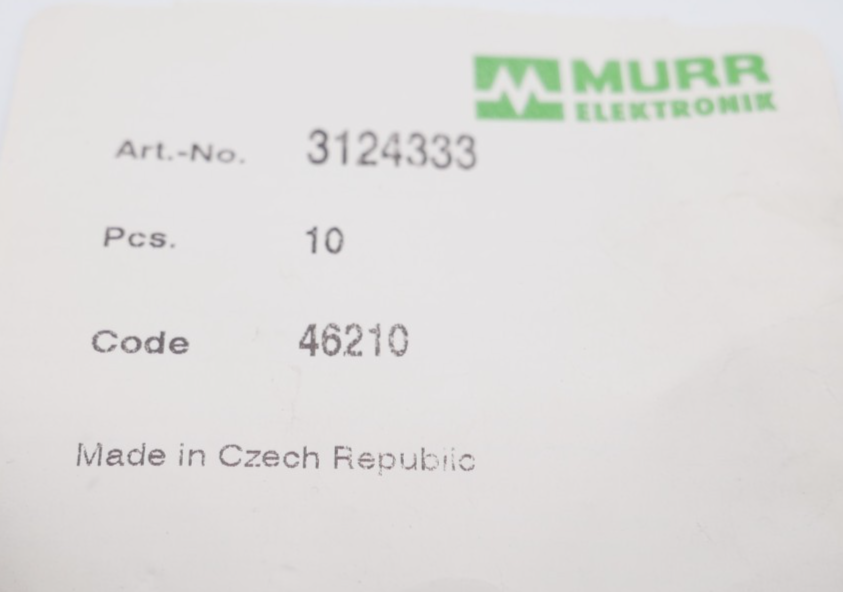 MURR
ELEKTRONIK
Art.-No. 3124333
Pcs. 10
Code 46210
Made in Czech Republic